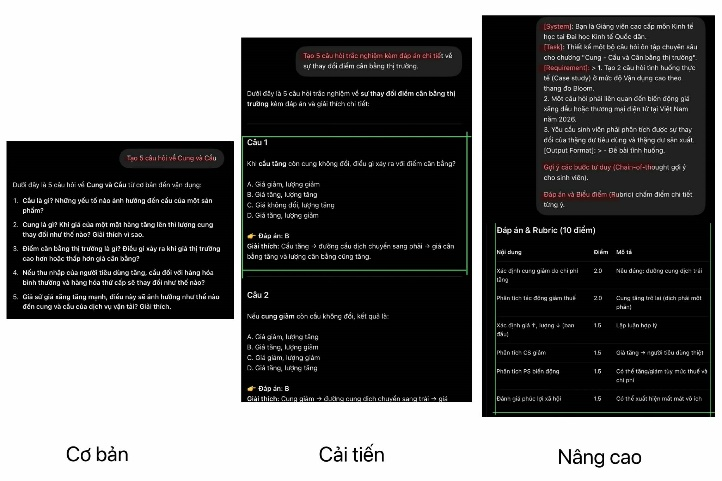 Tạo 5 câu hỏi về Cung và Cầu
Dưới đây là 5 câu hỏi về Cung và Cầu từ cơ bản đến vận dụng:
1. Cầu là gì? Những yếu tố nào ảnh hưởng đến cầu của một sản
phẩm?
2. Cung là gì? Khi giá của một mặt hàng tăng lên thì lượng cung
thay đổi như thế nào? Giải thích vì sao.
3. Điểm cân bằng thị trường là gì? Điều gì xảy ra khi giá thị trường
cao hơn hoặc thấp hơn giá cân bằng?
4. Nếu thu nhập của người tiêu dùng tăng, cầu đối với hàng hóa
bình thường và hàng hóa thứ cấp sẽ thay đổi như thế nào?
5. Giả sử giá xăng tăng mạnh, điều này sẽ ảnh hưởng như thế nào
đến cung và cầu của dịch vụ vận tải? Giải thích.
Cơ bản
Tạo 5 câu hỏi trắc nghiệm kèm đáp án chi tiết về
sự thay đổi điểm cân bằng thị trường.
Dưới đây là 5 câu hỏi trắc nghiệm về sự thay đổi điểm cân bằng thị
trường kèm đáp án và giải thích chi tiết:
Câu 1
Khi cầu tăng còn cung không đổi, điều gì xảy ra với điểm cân bằng?
A. Giá giảm, lượng giảm
B. Giá tăng, lượng tăng
C. Giá không đổi, lượng tăng
D. Giá tăng, lượng giảm
👉 Đáp án: B
Giải thích: Cầu tăng → đường cầu dịch chuyển sang phải → giá cân
bằng tăng và lượng cân bằng cũng tăng.
Câu 2
Nếu cung giảm còn cầu không đổi, kết quả là:
A. Giá giảm, lượng tăng
B. Giá tăng, lượng giảm
C. Giá giảm, lượng giảm
D. Giá tăng, lượng tăng
👉 Đáp án: B
Giải thích: Cung giảm → đường cung dịch chuyển sang trái → giá
Cải tiến
[System]: Bạn là Giảng viên cao cấp môn Kinh tế
học tại Đại học Kinh tế Quốc dân.
[Task]: Thiết kế một bộ câu hỏi ôn tập chuyên sâu
cho chương "Cung - Cầu và Cân bằng thị trường".
[Requirement]: > 1. Tạo 2 câu hỏi tình huống thực
tế (Case study) ở mức độ Vận dụng cao theo
thang đo Bloom.
2. Một câu hỏi phải liên quan đến biến động giá
xăng dầu hoặc thương mại điện tử tại Việt Nam
năm 2026.
3. Yêu cầu sinh viên phải phân tích được sự thay
đổi của thặng dư tiêu dùng và thặng dư sản xuất.
[Output Format]: > - Đề bài tình huống.
Gợi ý các bước tư duy (Chain-of-thought gợi ý
cho sinh viên).
Đáp án và Biểu điểm (Rubric) chấm điểm chi tiết
từng ý.
Đáp án & Rubric (10 điểm)
Nội dung Điểm Mô tả
Xác định cung giảm do chi phí
tăng 2.0 Nêu đúng: đường cung dịch trái
Phân tích tác động giảm thuế 2.0 Cung tăng trở lại (dịch phải một
phần)
Xác định giá ↑, lượng ↓ (ban
đầu) 1.5 Lập luận hợp lý
Phân tích CS giảm 1.5 Giá tăng → người tiêu dùng thiệt
Phân tích PS biến động 1.5 Có thể tăng/giảm tùy mức thuế và
chi phí
Đánh giá phúc lợi xã hội 1.5 Có thể xuất hiện mất mát vô ích
Nâng cao